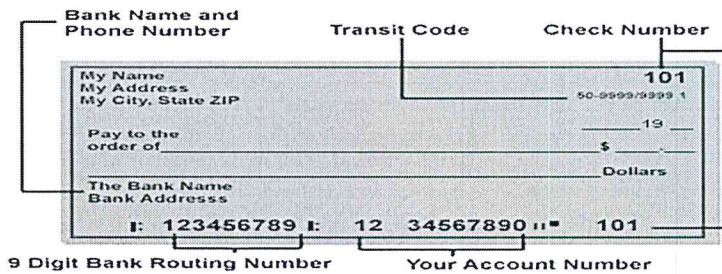 Bank Name and
Phone Number
Transit Code
Check Number
My Name
101
My Address
50-9999/9999 1
My City, State ZIP
19
Pay to the
order of
$
Dollars
The Bank Name
Bank Addresss
⑆ 123456789 ⑆ 12 34567890 ⑈ 101
9 Digit Bank Routing Number
Your Account Number